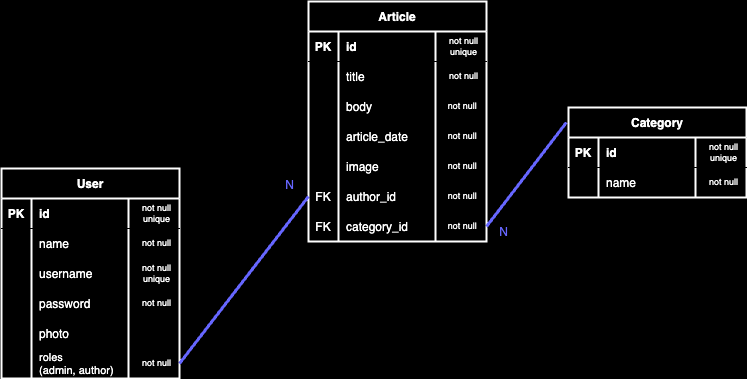 Article
PK id not null
unique
title not null
body not null
article_date not null
image not null
FK author_id not null
FK category_id not null
N
N
Category
PK id not null
unique
name not null
User
PK id not null
unique
name not null
username not null
unique
password not null
photo
roles
(admin, author) not null